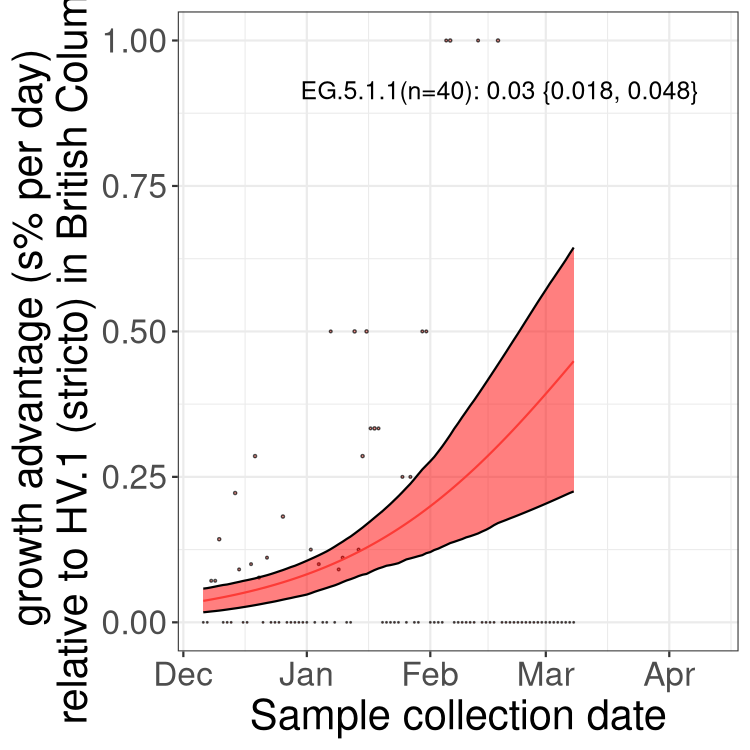 growth advantage (s% per day)
relative to HV.1 (stricto) in British Colum
1.00
0.75
0.50
0.25
0.00
EG.5.1.1(n=40): 0.03 {0.018, 0.048}
Dec Jan Feb Mar Apr
Sample collection date